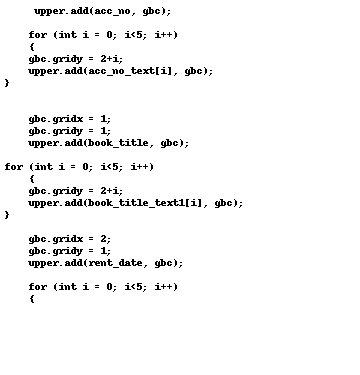 upper.add(acc_no, gbc);
for (int i = 0; i<5; i++)
{
gbc.gridy = 2+i;
upper.add(acc_no_text[i], gbc);
}
gbc.gridx = 1;
gbc.gridy = 1;
upper.add(book_title, gbc);
for (int i = 0; i<5; i++)
{
gbc.gridy = 2+i;
upper.add(book_title_text1[i], gbc);
}
gbc.gridx = 2;
gbc.gridy = 1;
upper.add(rent_date, gbc);
for (int i = 0; i<5; i++)
{